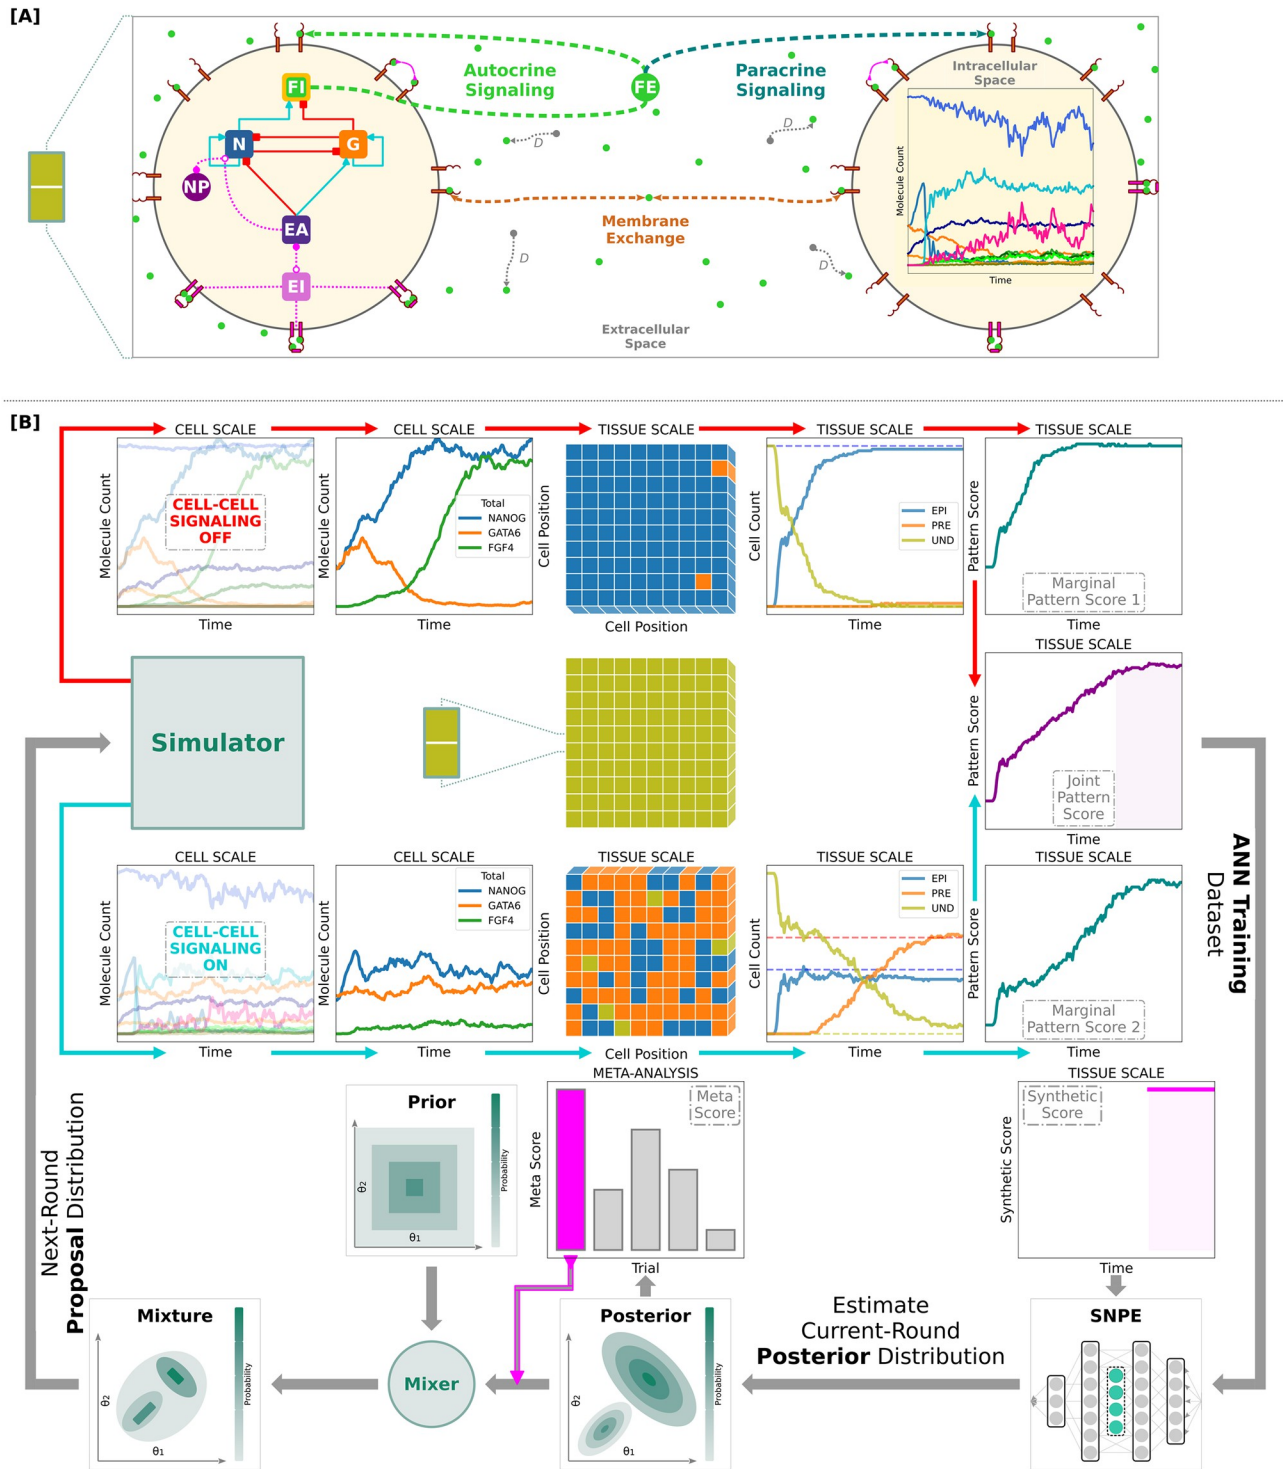 [A]
Autocrine
Signaling
FE
Paracrine
Signaling
Intracellular
Space
FI
N
G
NP
EA
EI
D
D
D
D
Membrane
Exchange
Extracellular
Space
Molecule Count
Time
[B]
CELL SCALE
CELL SCALE
TISSUE SCALE
TISSUE SCALE
TISSUE SCALE
Molecule Count
CELL-CELL
SIGNALING
OFF
Time
Molecule Count
Total
NANOG
GATA6
FGF4
Time
Cell Position
Cell Position
Cell Count
EPI
PRE
UND
Time
Pattern Score
Marginal
Pattern Score 1
Time
Simulator
TISSUE SCALE
Pattern Score
Joint
Pattern
Score
Time
ANN Training
Dataset
CELL SCALE
CELL SCALE
TISSUE SCALE
TISSUE SCALE
TISSUE SCALE
Molecule Count
CELL-CELL
SIGNALING
ON
Time
Molecule Count
Total
NANOG
GATA6
FGF4
Time
Cell Position
Cell Position
Cell Count
EPI
PRE
UND
Time
Pattern Score
Marginal
Pattern Score 2
Time
Next-Round
Proposal Distribution
Prior
θ2
θ1
Probability
META-ANALYSIS
Meta
Score
Meta Score
Trial
TISSUE SCALE
Synthetic
Score
Synthetic Score
Time
Mixture
θ2
θ1
Probability
Mixer
Posterior
θ2
θ1
Probability
Estimate
Current-Round
Posterior Distribution
SNPE